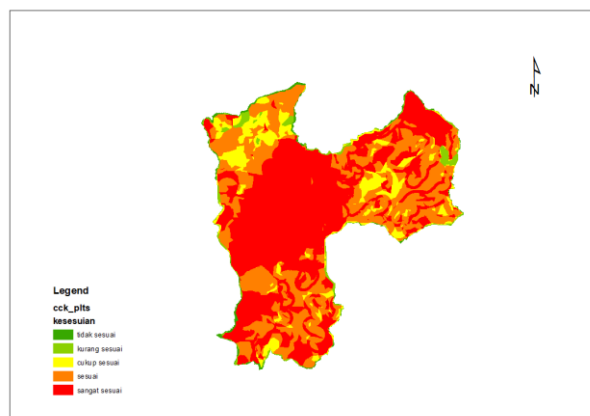 N
Legend
cck_plts
kesesuaian
tidak sesuai
kurang sesuai
cukup sesuai
sesuai
sangat sesuai